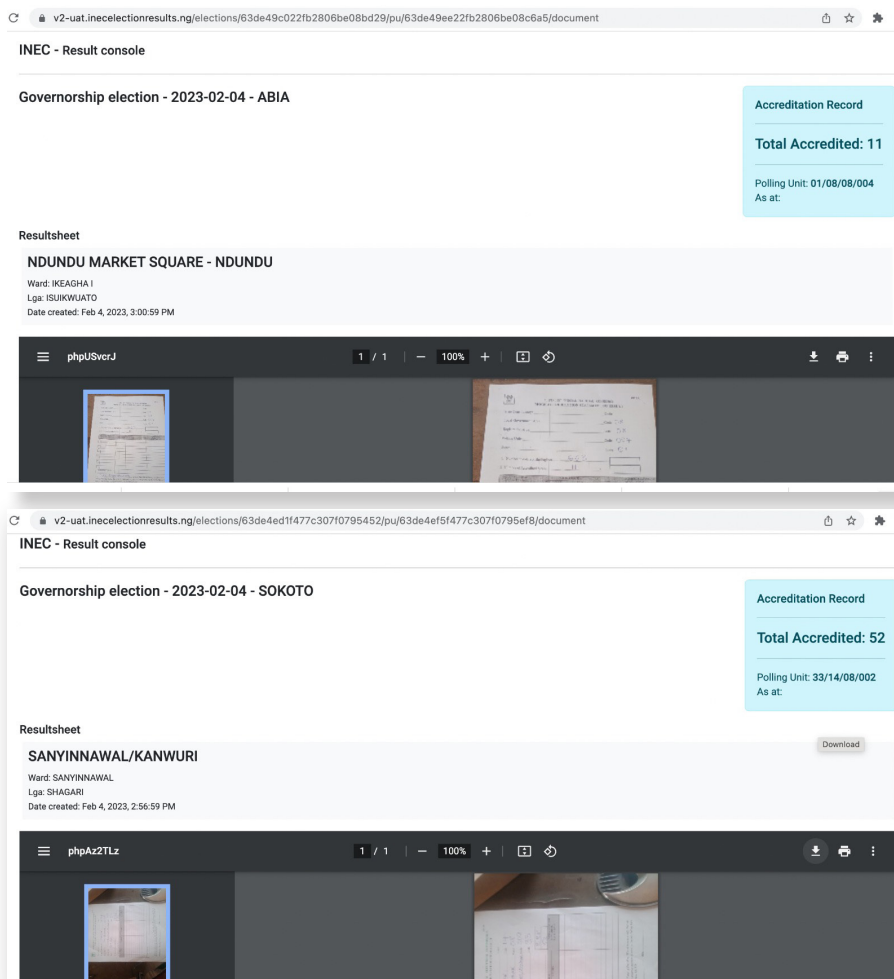 v2-uat.inecelectionresults.ng/elections/63de49c022fb2806be08bd29/pu/63de49ee22fb2806be08c6a5/document
INEC - Result console
Governorship election - 2023-02-04 - ABIA
Accreditation Record
Total Accredited: 11
Polling Unit: 01/08/08/004
As at:
Resultsheet
NDUNDU MARKET SQUARE - NDUNDU
Ward: IKEAGHA I
Lga: ISUIKWUATO
Date created: Feb 4, 2023, 3:00:59 PM
phpUSvcrJ
1 / 1
100%
v2-uat.inecelectionresults.ng/elections/63de4ed1f477c307f0795452/pu/63de4ef5f477c307f0795ef8/document
INEC - Result console
Governorship election - 2023-02-04 - SOKOTO
Accreditation Record
Total Accredited: 52
Polling Unit: 33/14/08/002
As at:
Resultsheet
Download
SANYINNAWAL/KANWURI
Ward: SANYINNAWAL
Lga: SHAGARI
Date created: Feb 4, 2023, 2:56:59 PM
phpAz2TLz
1 / 1
100%